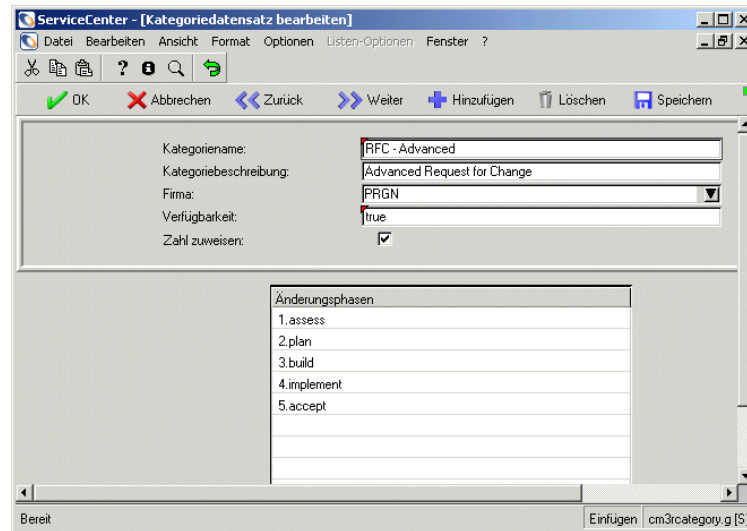 ServiceCenter - [Kategoriedatensatz bearbeiten]
Datei Bearbeiten Ansicht Format Optionen Listen-Optionen Fenster ?
OK Abbrechen Zurück Weiter Hinzufügen Löschen Speichern
Kategoriename: RFC - Advanced
Kategoriebeschreibung: Advanced Request for Change
Firma: PRGN
Verfügbarkeit: true
Zahl zuweisen:
Änderungsphasen
1.assess
2.plan
3.build
4.implement
5.accept
Bereit Einfügen cm3rcategory.g [S]